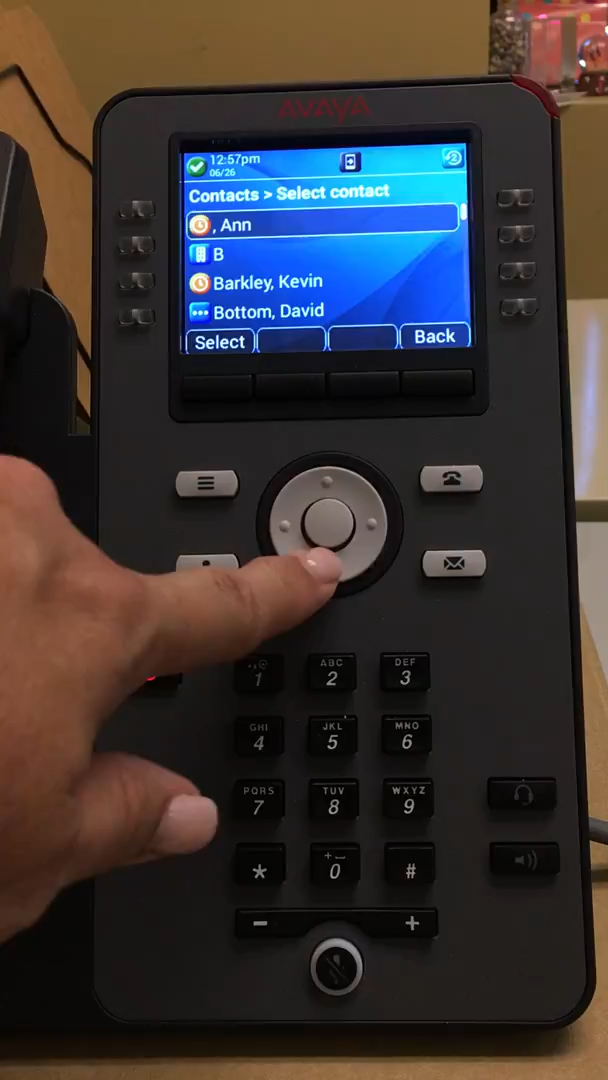 AVAYA
12:57pm
06/26
2
Contacts > Select contact
, Ann
B
Barkley, Kevin
Bottom, David
Select Back
.,@ ABC DEF
1 2 3
GHI JKL MNO
4 5 6
PQRS TUV WXYZ
7 8 9
+
* 0 #
− +